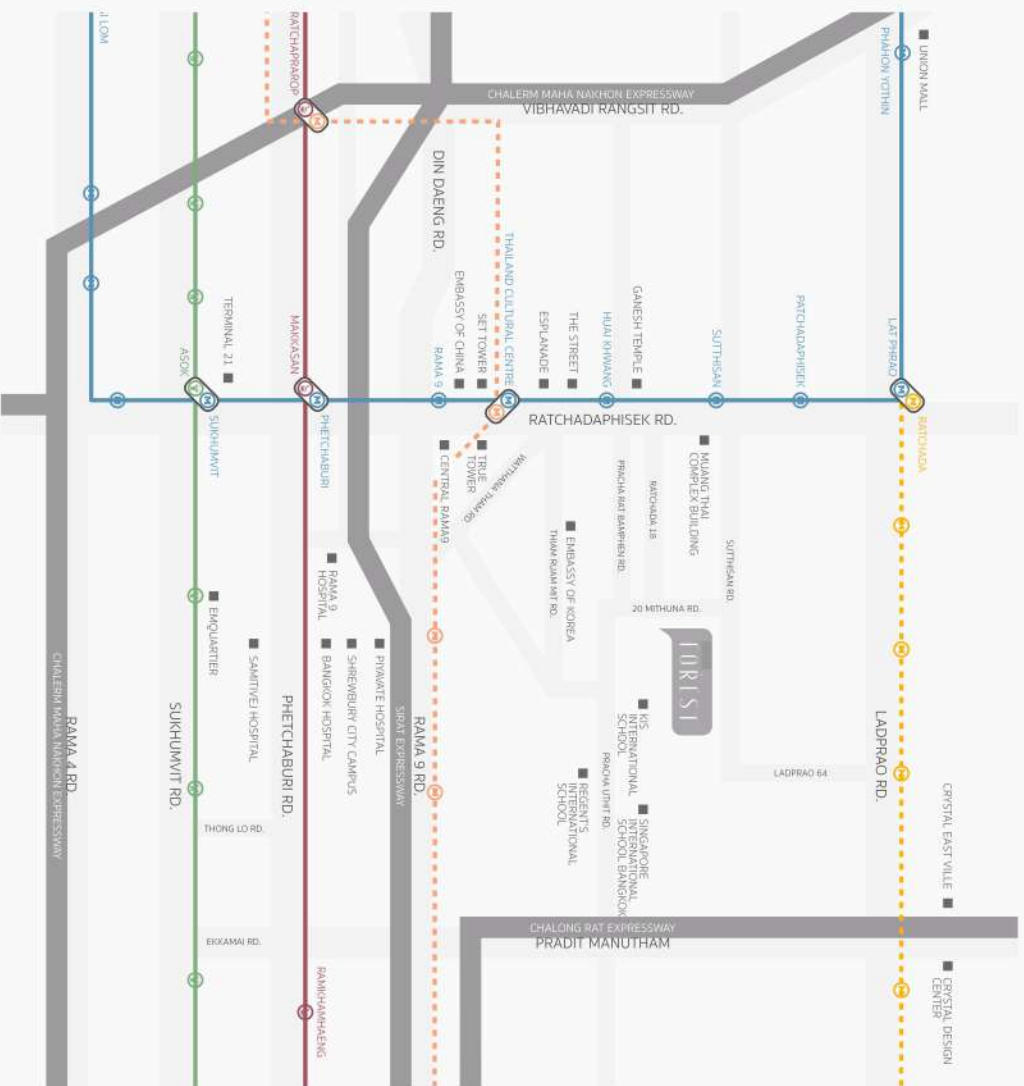 LOM
RATCHAPRAROP
CHALERM MAHA NAKHON EXPRESSWAY
VIBHAVADI RANGSIT RD.
PHAHON YOTHIN
UNION MALL
DIN DAENG RD.
THAILAND CULTURAL CENTRE
EMBASSY OF CHINA
SET TOWER
ESPLANADE
THE STREET
HUAI KHWANG
GANESH TEMPLE
SUTTHISAN
PATCHADAPHISEK
LAT PHRAO
TERMINAL 21
ASOK
MAKKASAN
RAMA 9
SUKHUMVIT
PHETCHABURI
RATCHADAPHISEK RD.
RATCHADA
CENTRAL RAMA9
TRUE
TOWER
WATTHANA THAM RD.
PRACHA RAT BAMPHEN RD.
RATCHADA 18
MUANG THAI
COMPLEX BUILDING
SUTTHISAN RD.
EMBASSY OF KOREA
THIAM RUAM MIT RD.
RAMA 9
HOSPITAL
20 MITHUNA RD.
EMQUARTIER
SAMITIVEJ HOSPITAL
BANGKOK HOSPITAL
SHREWBURY CITY CAMPUS
PIYAVATE HOSPITAL
CHALERM MAHA NAKHON EXPRESSWAY
RAMA 4 RD.
SUKHUMVIT RD.
PHETCHABURI RD.
SIRAT EXPRESSWAY
RAMA 9 RD.
KIS
INTERNATIONAL
SCHOOL
REGENT'S
INTERNATIONAL
SCHOOL
PRACHA UTHIT RD.
SINGAPORE
INTERNATIONAL
SCHOOL BANGKOK
LADPRAO RD.
LADPRAO 64
THONG LO RD.
EKKAMAI RD.
CRYSTAL EAST VILLE
CHALONG RAT EXPRESSWAY
PRADIT MANUTHAM
RAMKHAMHAENG
CRYSTAL DESIGN
CENTER